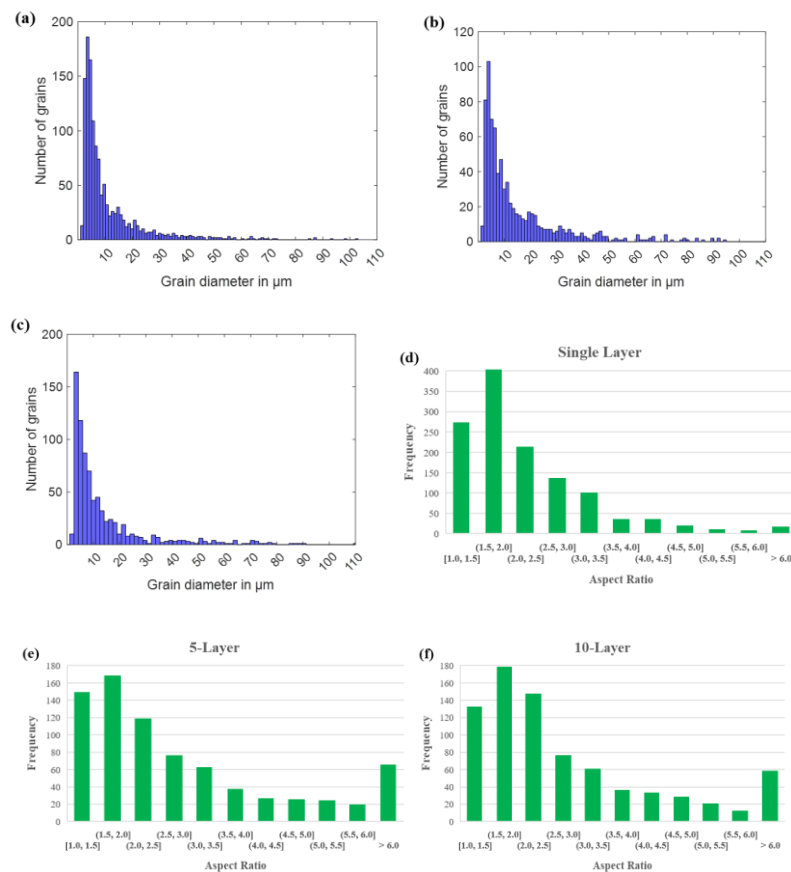 (a)
200
150
100
50
0
Number of grains
10 20 30 40 50 60 70 80 90 100 110
Grain diameter in µm
(b)
120
100
80
60
40
20
0
Number of grains
10 20 30 40 50 60 70 80 90 100 110
Grain diameter in µm
(c)
200
150
100
50
0
Number of grains
10 20 30 40 50 60 70 80 90 100 110
Grain diameter in µm
(d)
Single Layer
400
350
300
250
200
150
100
50
0
Frequency
(1.5, 2.0] (2.5, 3.0] (3.5, 4.0] (4.5, 5.0] (5.5, 6.0]
[1.0, 1.5] (2.0, 2.5] (3.0, 3.5] (4.0, 4.5] (5.0, 5.5] > 6.0
Aspect Ratio
(e)
5-Layer
180
160
140
120
100
80
60
40
20
0
Frequency
(1.5, 2.0] (2.5, 3.0] (3.5, 4.0] (4.5, 5.0] (5.5, 6.0]
[1.0, 1.5] (2.0, 2.5] (3.0, 3.5] (4.0, 4.5] (5.0, 5.5] > 6.0
Aspect Ratio
(f)
10-Layer
180
160
140
120
100
80
60
40
20
0
Frequency
(1.5, 2.0] (2.5, 3.0] (3.5, 4.0] (4.5, 5.0] (5.5, 6.0]
[1.0, 1.5] (2.0, 2.5] (3.0, 3.5] (4.0, 4.5] (5.0, 5.5] > 6.0
Aspect Ratio